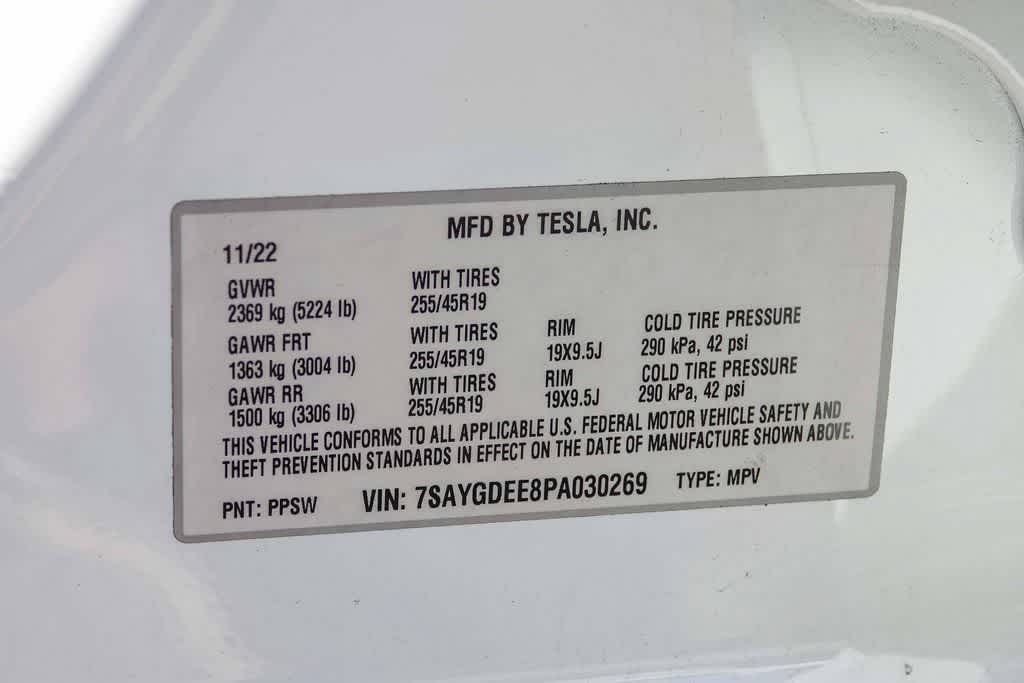 MFD BY TESLA, INC.
11/22
GVWR WITH TIRES
2369 kg (5224 lb) 255/45R19
GAWR FRT WITH TIRES RIM COLD TIRE PRESSURE
1363 kg (3004 lb) 255/45R19 19X9.5J 290 kPa, 42 psi
GAWR RR WITH TIRES RIM COLD TIRE PRESSURE
1500 kg (3306 lb) 255/45R19 19X9.5J 290 kPa, 42 psi
THIS VEHICLE CONFORMS TO ALL APPLICABLE U.S. FEDERAL MOTOR VEHICLE SAFETY AND
THEFT PREVENTION STANDARDS IN EFFECT ON THE DATE OF MANUFACTURE SHOWN ABOVE.
PNT: PPSW VIN: 7SAYGDEE8PA030269 TYPE: MPV